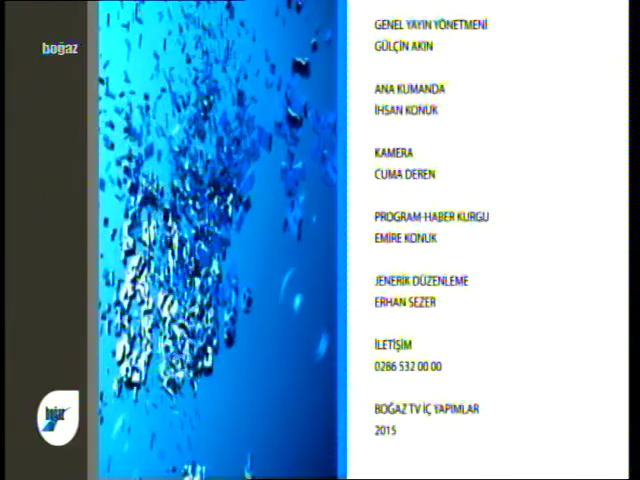 boğaz
GENEL YAYIN YÖNETMENİ
GÜLÇİN AKIN
ANA KUMANDA
İHSAN KONUK
KAMERA
CUMA DEREN
PROGRAM-HABER KURGU
EMİRE KONUK
JENERİK DÜZENLEME
ERHAN SEZER
İLETİŞİM
0286 532 00 00
BOĞAZ TV İÇ YAPIMLAR
2015
boğaz